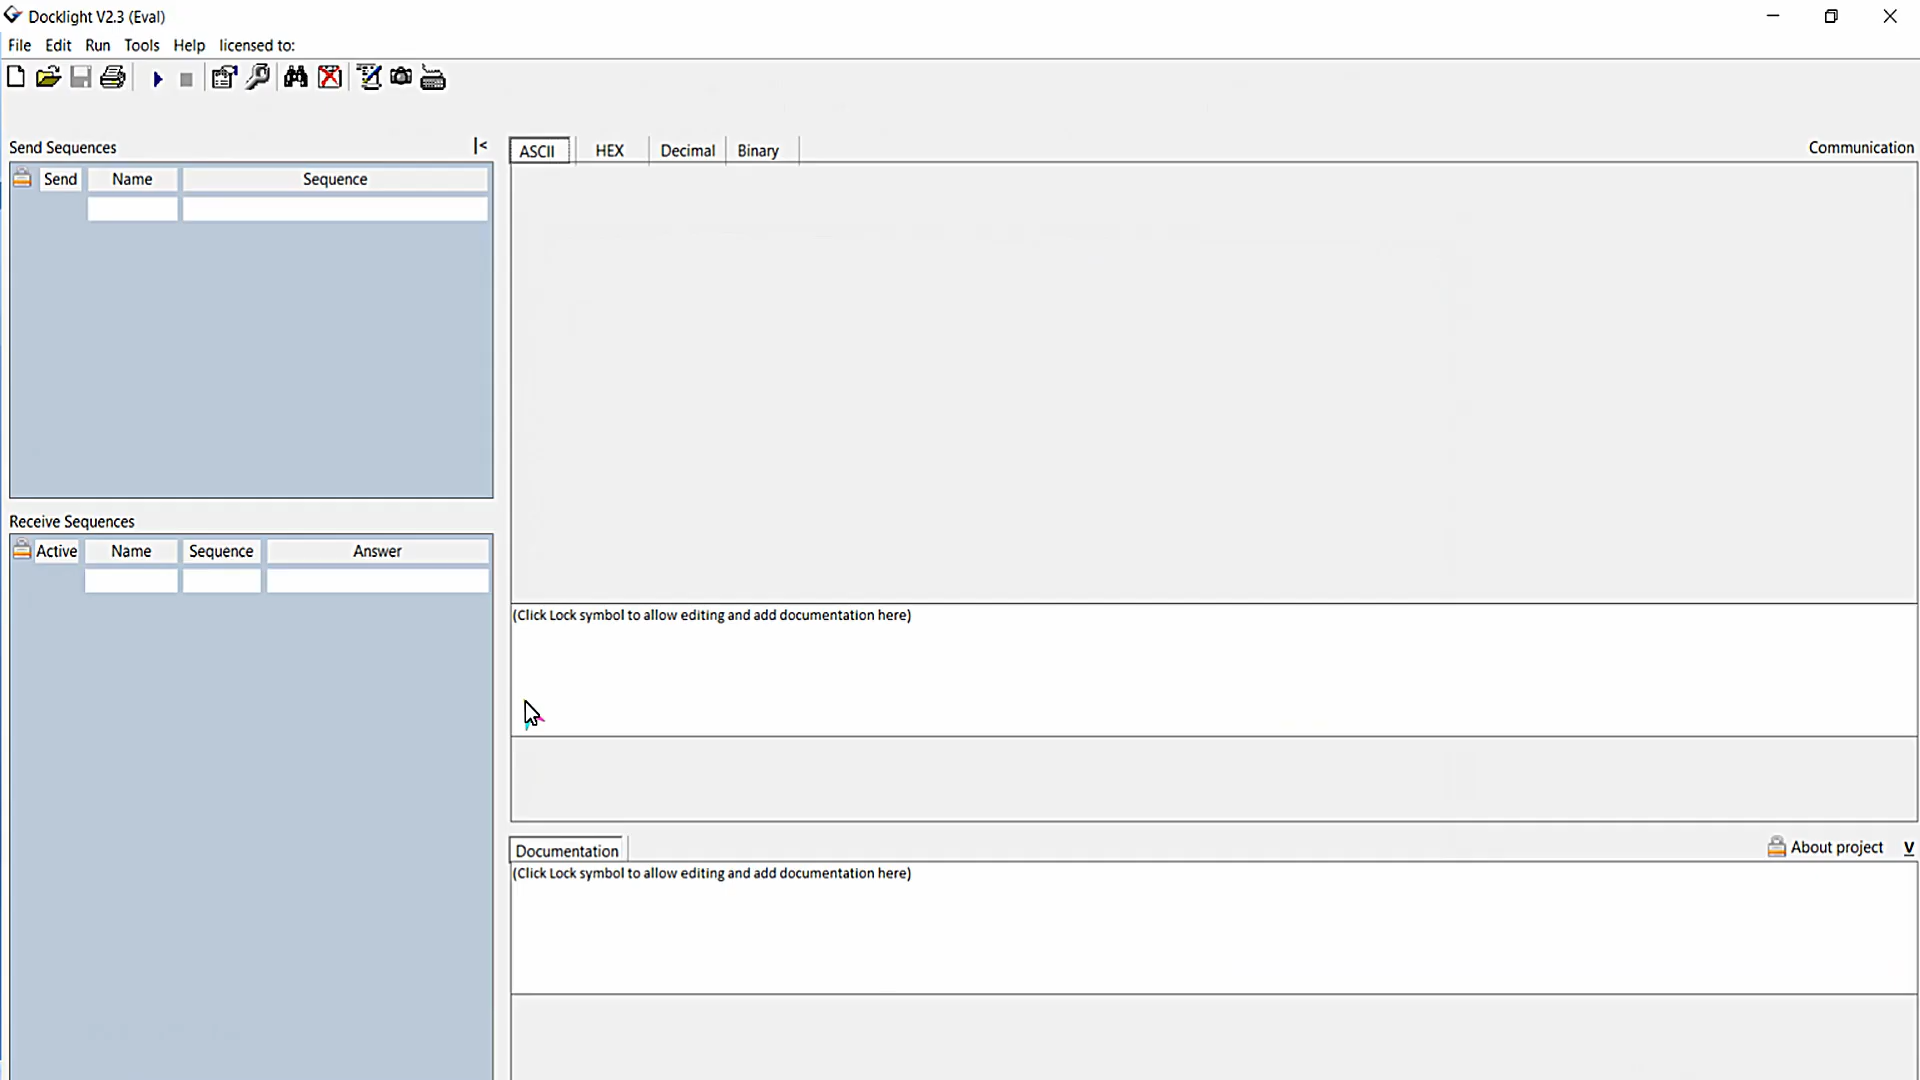 Docklight V2.3 (Eval)
File Edit Run Tools Help licensed to:
Send Sequences |<
Send Name Sequence
Receive Sequences
Active Name Sequence Answer
ASCII HEX Decimal Binary Communication
(Click Lock symbol to allow editing and add documentation here)
Documentation About project V
(Click Lock symbol to allow editing and add documentation here)